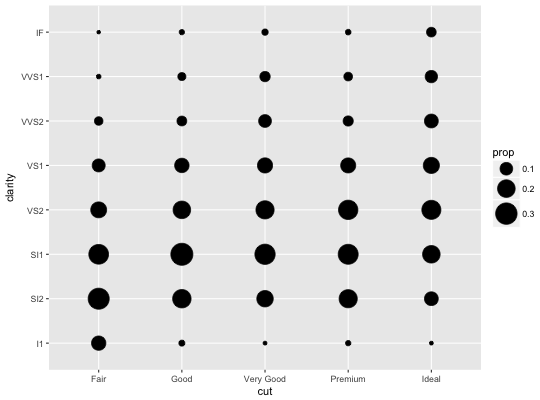 IF
VVS1
VVS2
VS1
VS2
SI1
SI2
I1
clarity
Fair Good Very Good Premium Ideal
cut
prop
0.1
0.2
0.3